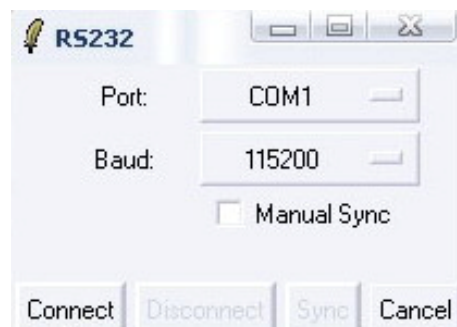 RS232
Port: COM1
Baud: 115200
Manual Sync
Connect Disconnect Sync Cancel